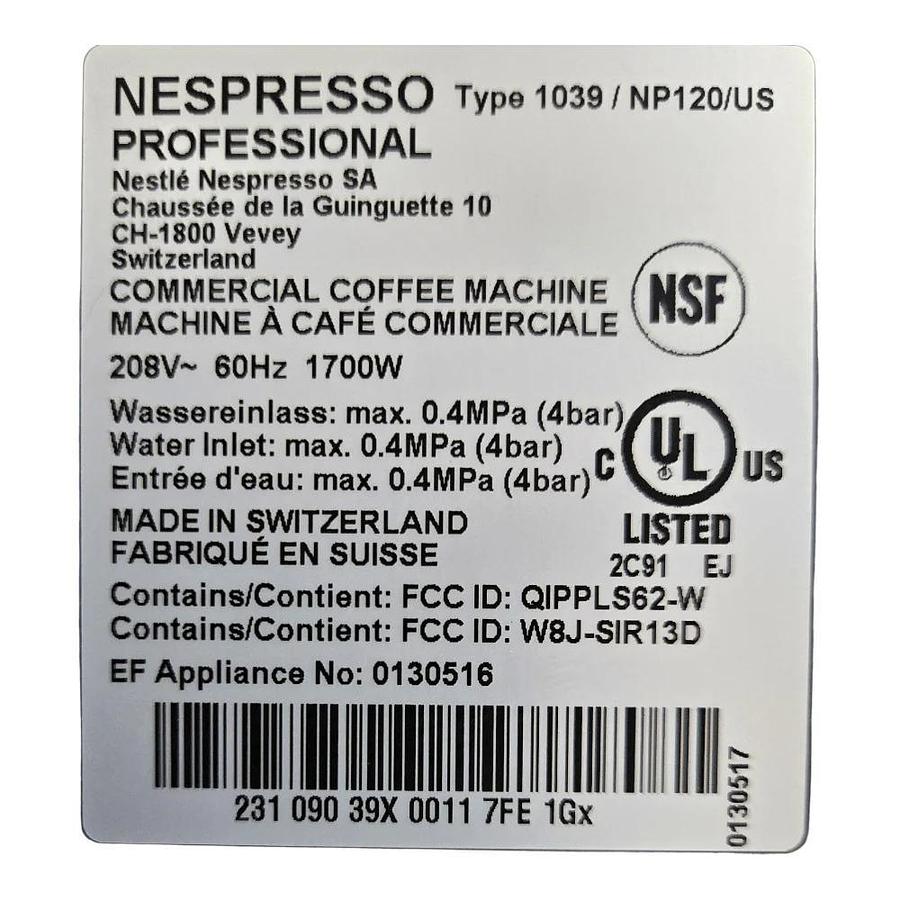 NESPRESSO Type 1039 / NP120/US
PROFESSIONAL
Nestlé Nespresso SA
Chaussée de la Guinguette 10
CH-1800 Vevey
Switzerland
COMMERCIAL COFFEE MACHINE
MACHINE À CAFÉ COMMERCIALE
NSF
208V~ 60Hz 1700W
Wassereinlass: max. 0.4MPa (4bar)
Water Inlet: max. 0.4MPa (4bar)
Entrée d'eau: max. 0.4MPa (4bar)
C UL US
LISTED
2C91 EJ
MADE IN SWITZERLAND
FABRIQUÉ EN SUISSE
Contains/Contient: FCC ID: QIPPLS62-W
Contains/Contient: FCC ID: W8J-SIR13D
EF Appliance No: 0130516
231 090 39X 0011 7FE 1Gx
0130517